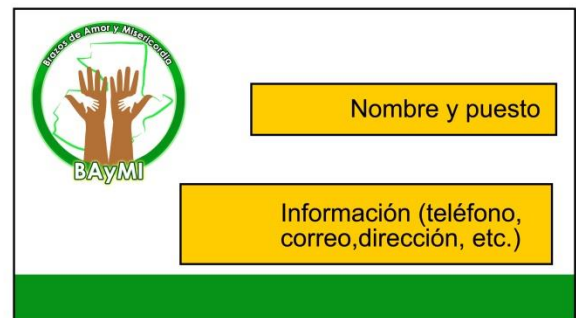 Brazos de Amor y Misericordia
BAyMI
Nombre y puesto
Información (teléfono,
correo,dirección, etc.)